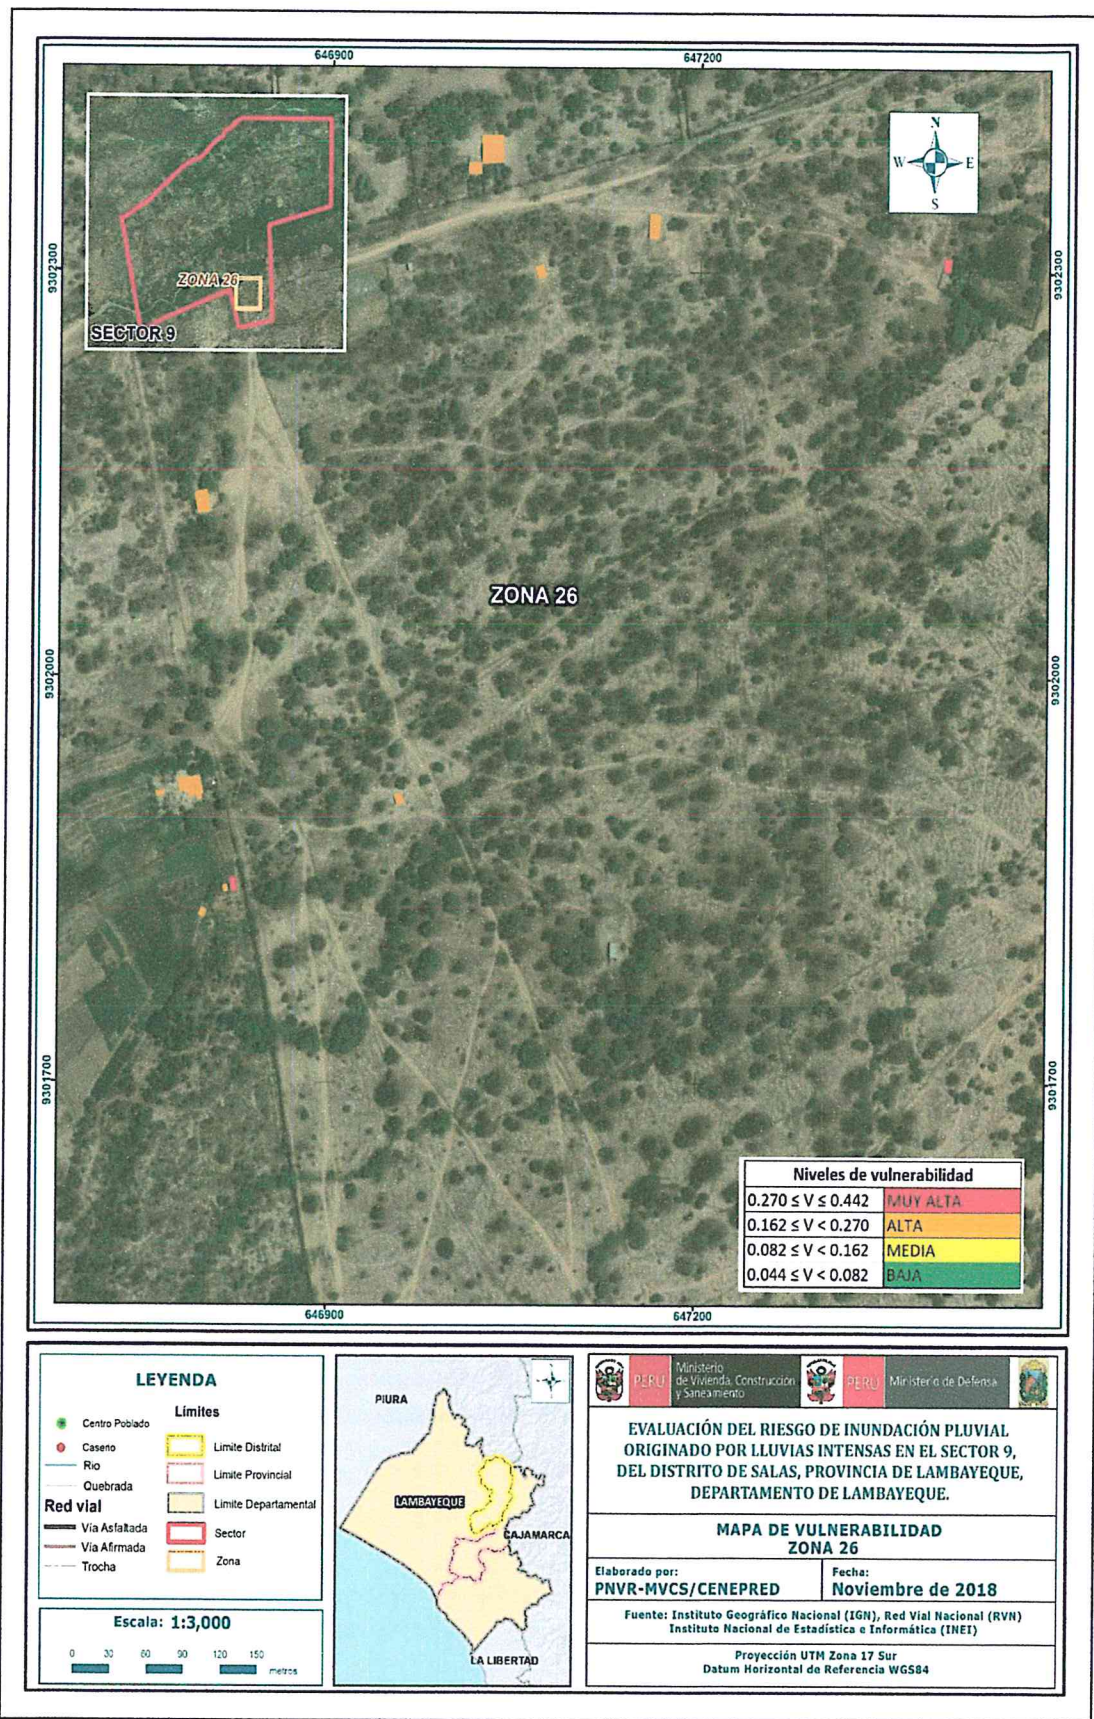 646900
647200
N
W
E
S
9302300
9302300
ZONA 26
SECTOR 9
ZONA 26
9302000
9302000
9301700
9301700
Niveles de vulnerabilidad
0.270 ≤ V ≤ 0.442 MUY ALTA
0.162 ≤ V < 0.270 ALTA
0.082 ≤ V < 0.162 MEDIA
0.044 ≤ V < 0.082 BAJA
646900
647200
LEYENDA
Centro Poblado
Caseno
Rio
Quebrada
Red vial
Vía Asfaltada
Vía Afirmada
Trocha
Límites
Limite Distrital
Limite Provincial
Limite Departamental
Sector
Zona
Escala: 1:3,000
0 30 60 90 120 150
metros
PIURA
LAMBAYEQUE
CAJAMARCA
LA LIBERTAD
PERÚ
Ministerio
de Vivienda, Construcción
y Saneamiento
PERÚ
Ministerio de Defensa
EVALUACIÓN DEL RIESGO DE INUNDACIÓN PLUVIAL
ORIGINADO POR LLUVIAS INTENSAS EN EL SECTOR 9,
DEL DISTRITO DE SALAS, PROVINCIA DE LAMBAYEQUE,
DEPARTAMENTO DE LAMBAYEQUE.
MAPA DE VULNERABILIDAD
ZONA 26
Elaborado por:
PNVR-MVCS/CENEPRED
Fecha:
Noviembre de 2018
Fuente: Instituto Geográfico Nacional (IGN), Red Vial Nacional (RVN)
Instituto Nacional de Estadística e Informática (INEI)
Proyección UTM Zona 17 Sur
Datum Horizontal de Referencia WGS84